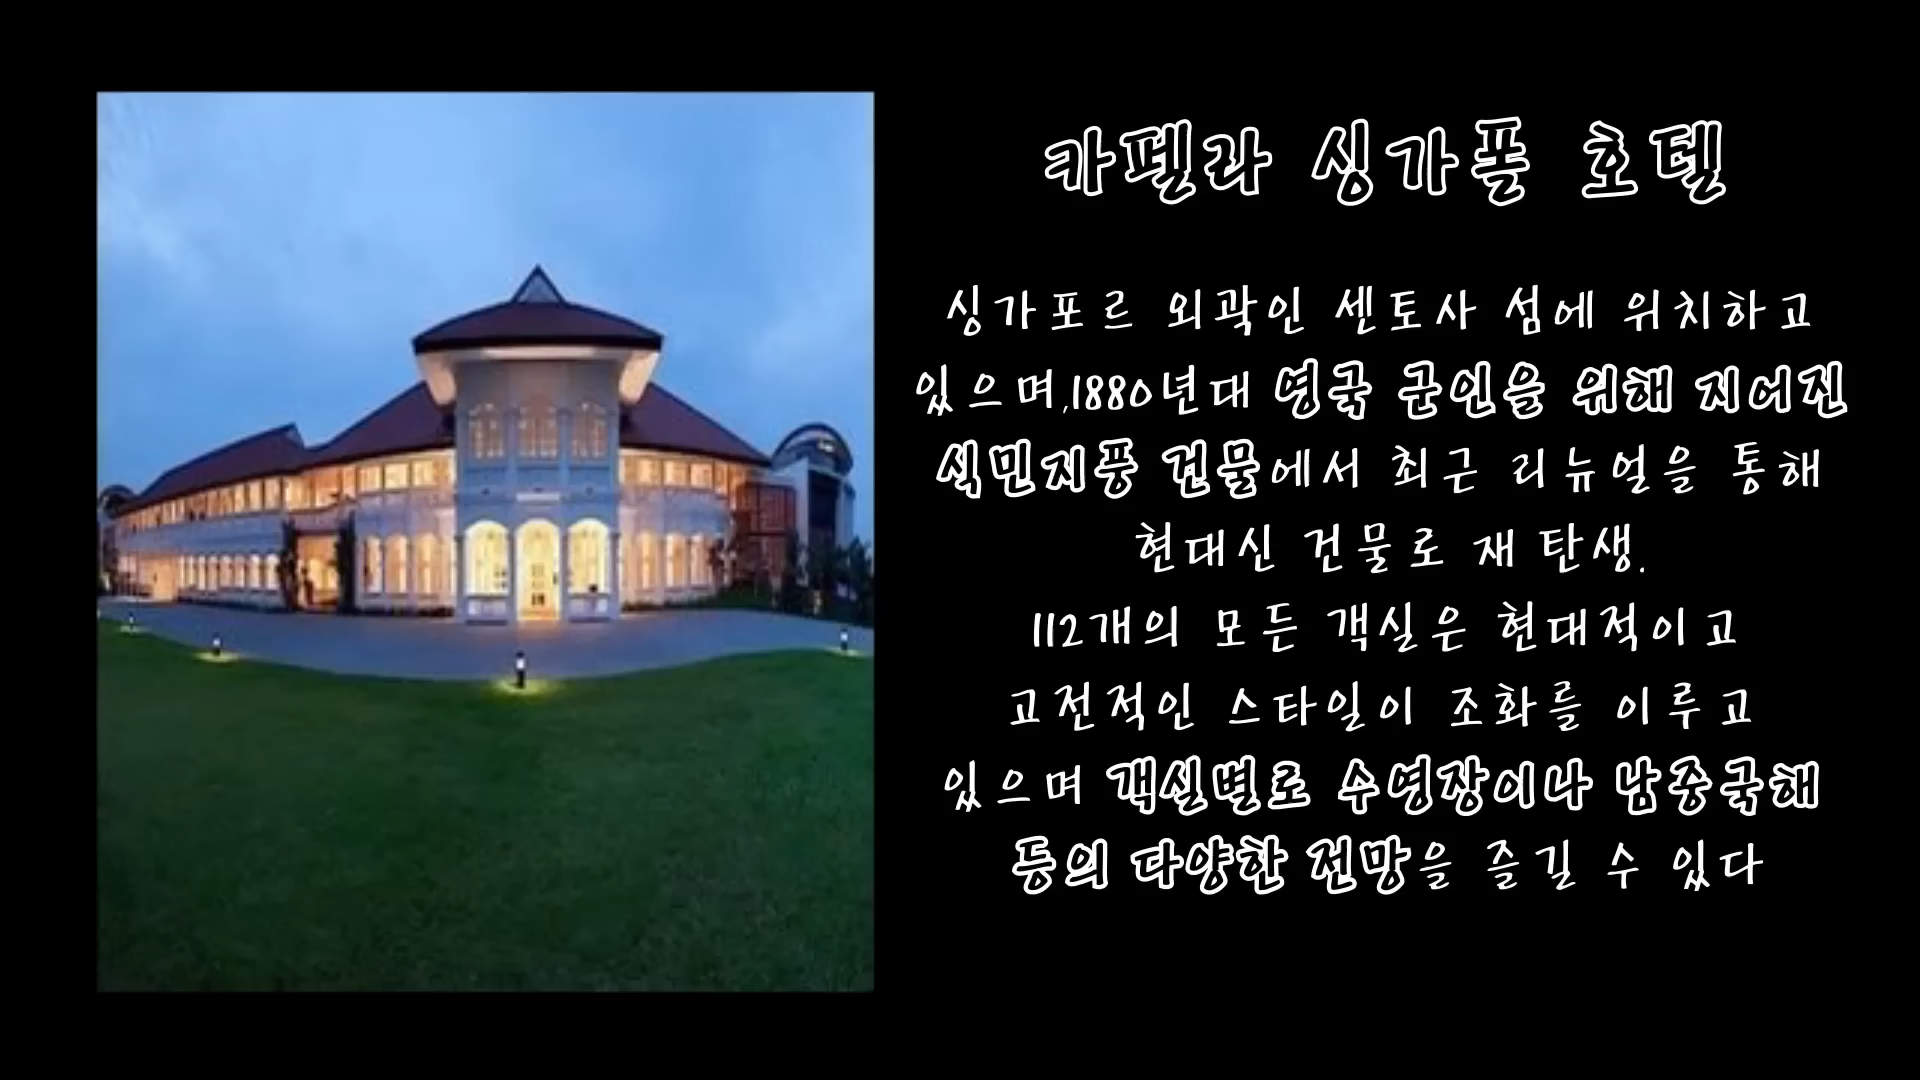 카펠라 싱가폴 호텔
싱가포르 외곽인 센토사 섬에 위치하고
있으며,1880년대 영국 군인을 위해 지어진
식민지풍 건물에서 최근 리뉴얼을 통해
현대신 건물로 재 탄생.
112개의 모든 객실은 현대적이고
고전적인 스타일이 조화를 이루고
있으며 객실별로 수영장이나 남중국해
등의 다양한 전망을 즐길 수 있다